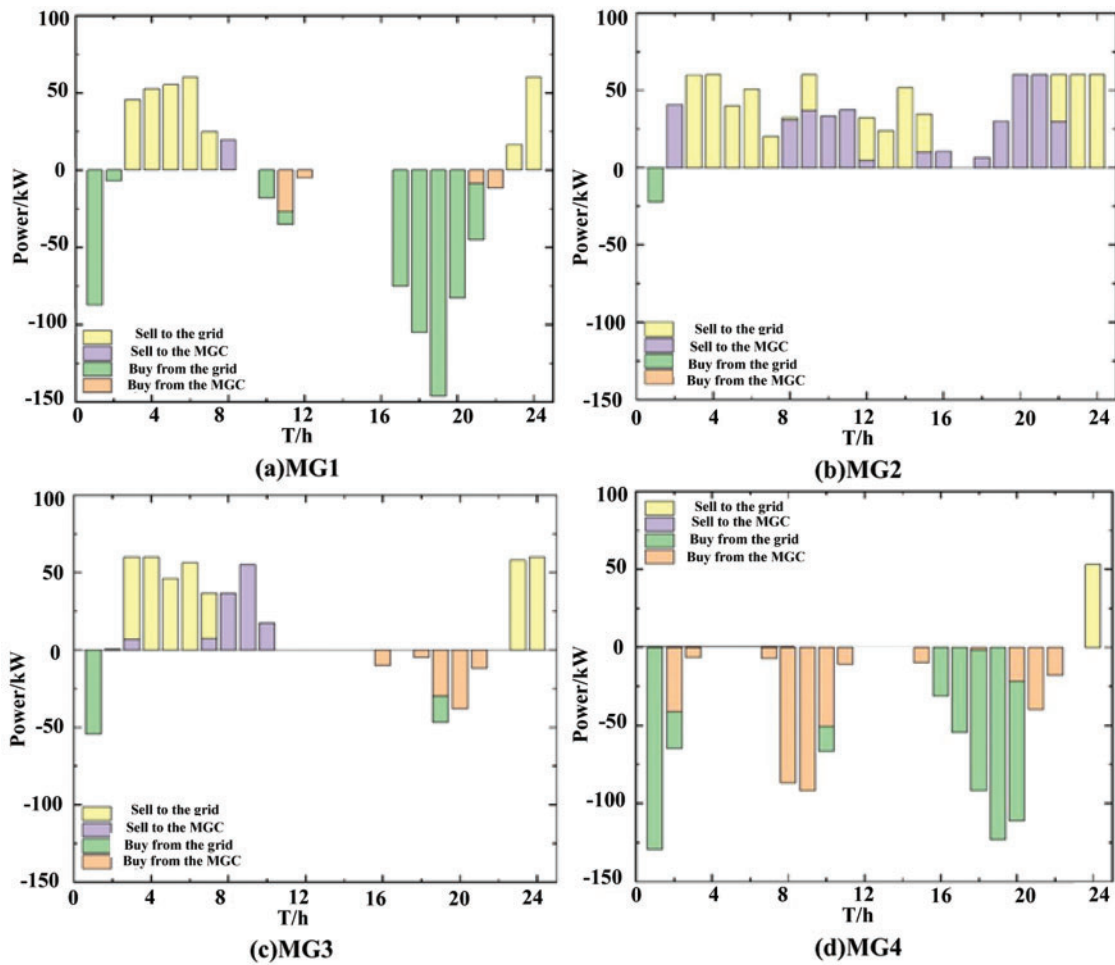 100
50
0
-50
-100
-150
Power/kW
Sell to the grid
Sell to the MGC
Buy from the grid
Buy from the MGC
0 4 8 12 16 20 24
T/h
(a)MG1
100
50
0
-50
-100
-150
Power/kW
Sell to the grid
Sell to the MGC
Buy from the grid
Buy from the MGC
0 4 8 12 16 20 24
T/h
(b)MG2
100
50
0
-50
-100
-150
Power/kW
Sell to the grid
Sell to the MGC
Buy from the grid
Buy from the MGC
0 4 8 12 16 20 24
T/h
(c)MG3
100
50
0
-50
-100
-150
Power/kW
Sell to the grid
Sell to the MGC
Buy from the grid
Buy from the MGC
0 4 8 12 16 20 24
T/h
(d)MG4